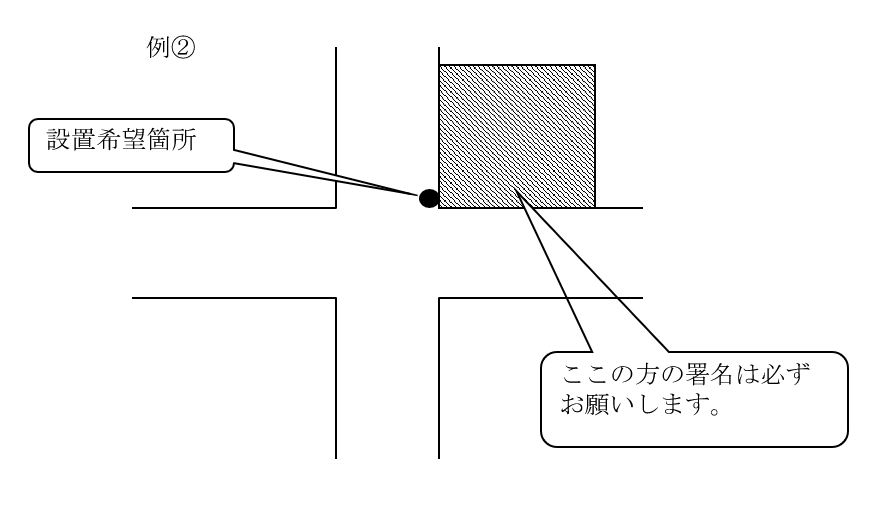 例②
設置希望箇所
ここの方の署名は必ず
お願いします。